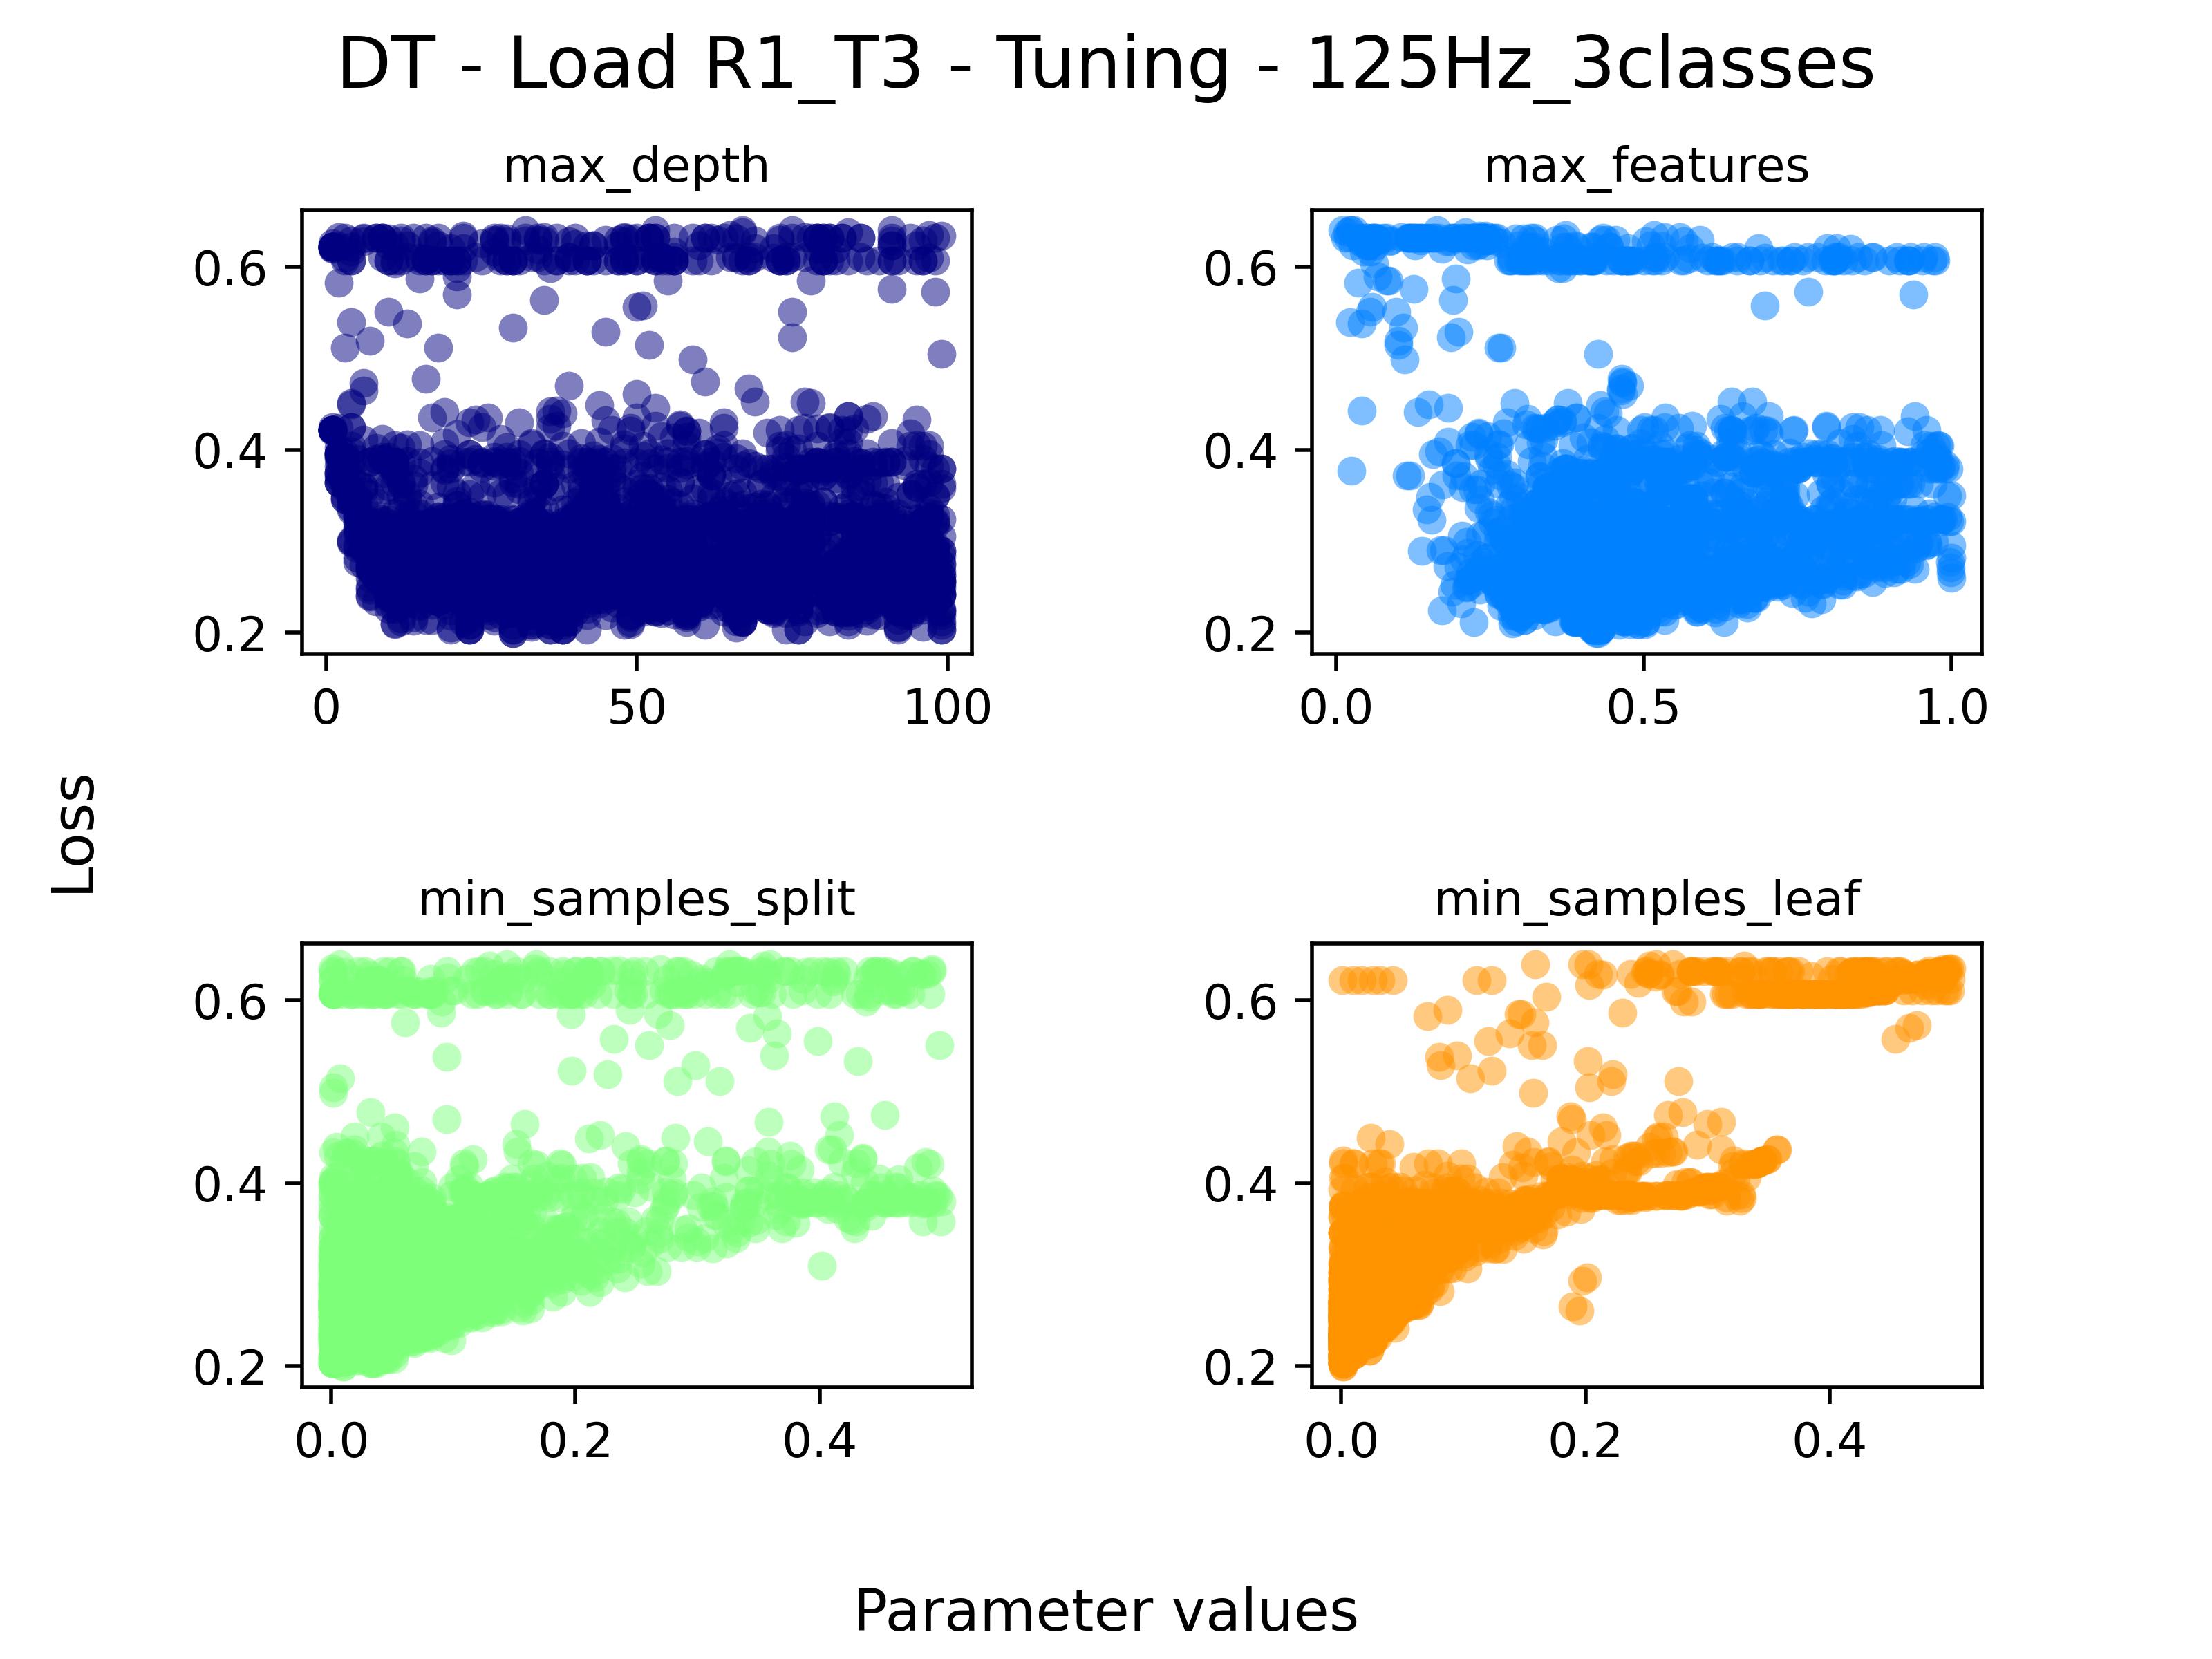 DT - Load R1_T3 - Tuning - 125Hz_3classes
max_depth
0.6
0.4
0.2
0 50 100
max_features
0.6
0.4
0.2
0.0 0.5 1.0
Loss
min_samples_split
0.6
0.4
0.2
0.0 0.2 0.4
min_samples_leaf
0.6
0.4
0.2
0.0 0.2 0.4
Parameter values